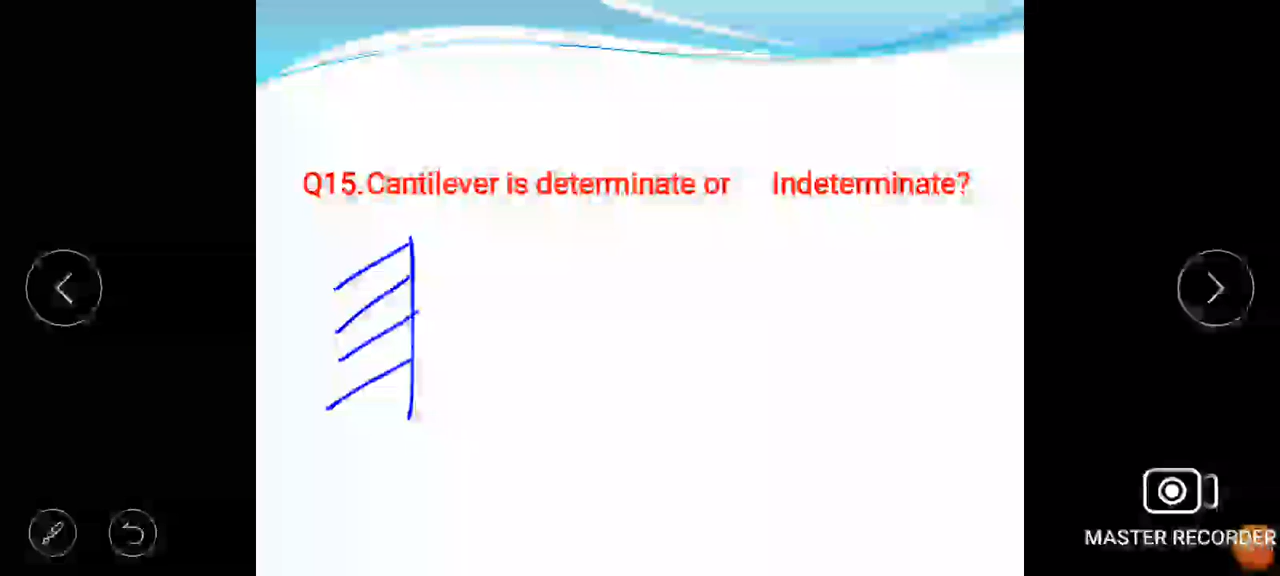 Q15.Cantilever is determinate or Indeterminate?
MASTER RECORDER